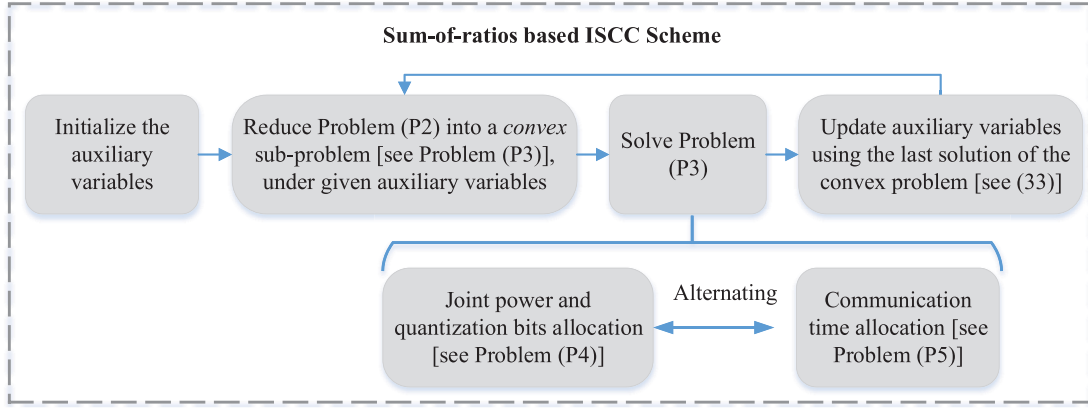 Sum-of-ratios based ISCC Scheme
Initialize the
auxiliary
variables
Reduce Problem (P2) into a convex
sub-problem [see Problem (P3)],
under given auxiliary variables
Solve Problem
(P3)
Update auxiliary variables
using the last solution of the
convex problem [see (33)]
Joint power and
quantization bits allocation
[see Problem (P4)]
Alternating
Communication
time allocation [see
Problem (P5)]